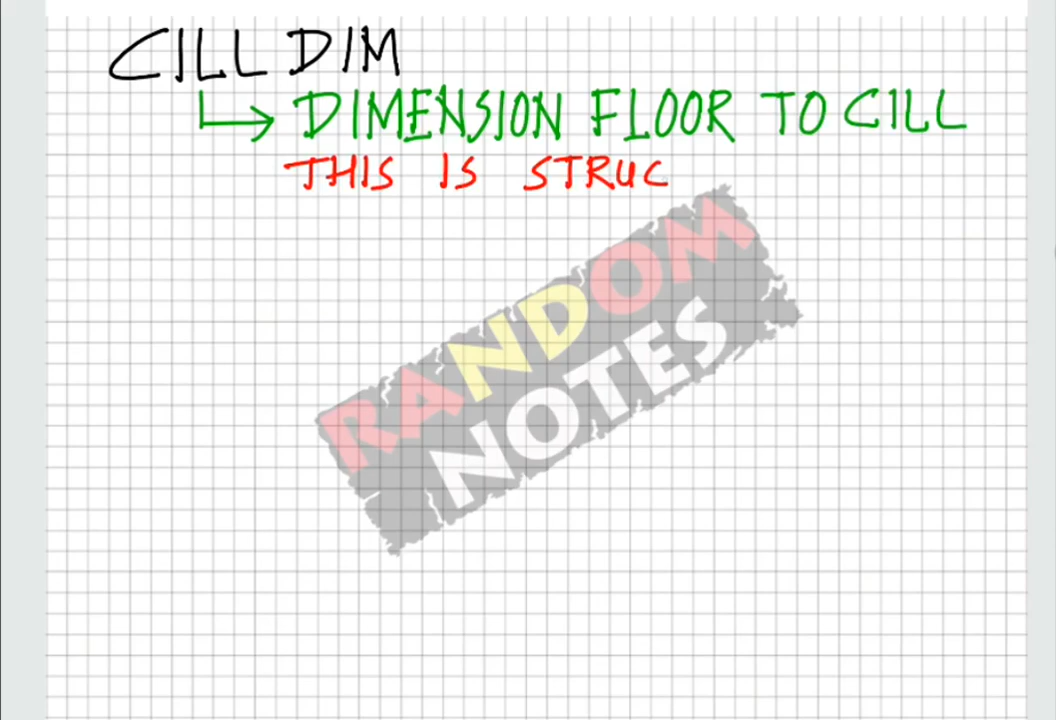 CILL DIM
↳ DIMENSION FLOOR TO CILL
THIS IS STRUC
RANDOM
NOTES